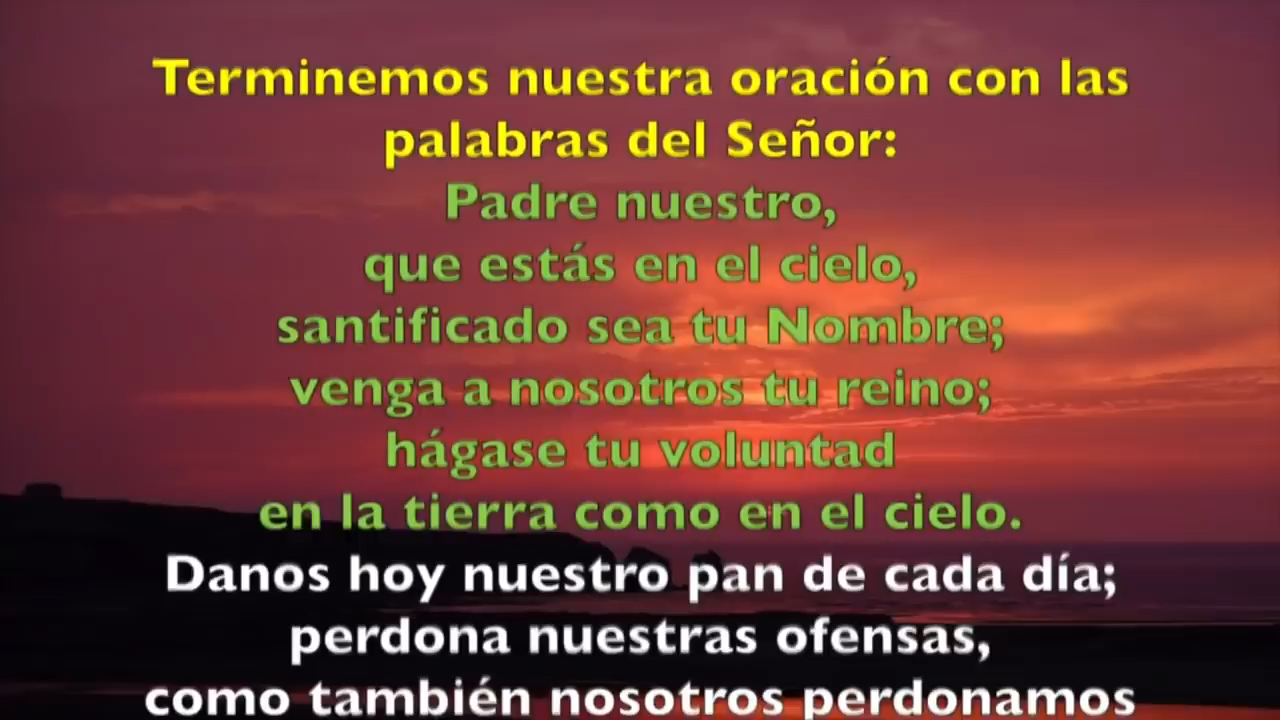 Terminemos nuestra oración con las
palabras del Señor:
Padre nuestro,
que estás en el cielo,
santificado sea tu Nombre;
venga a nosotros tu reino;
hágase tu voluntad
en la tierra como en el cielo.
Danos hoy nuestro pan de cada día;
perdona nuestras ofensas,
como también nosotros perdonamos